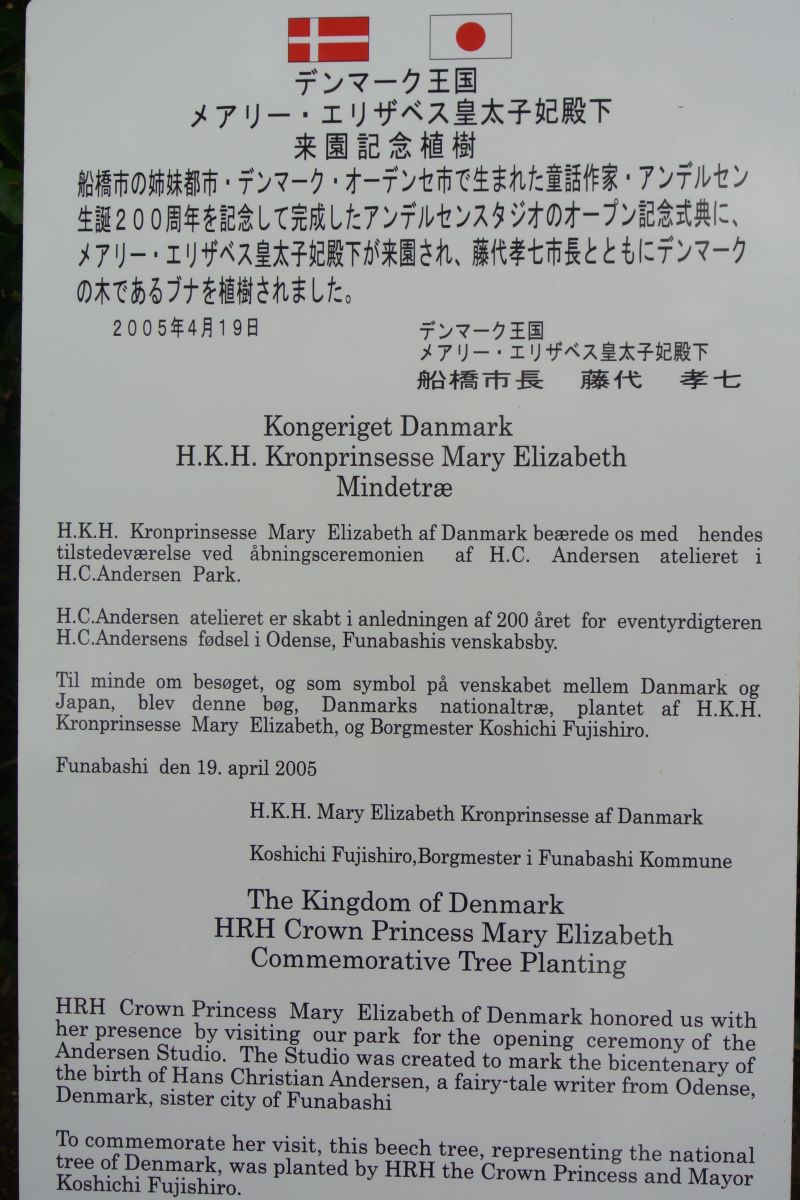 デンマーク王国
メアリー・エリザベス皇太子妃殿下
来園記念植樹
船橋市の姉妹都市・デンマーク・オーデンセ市で生まれた童話作家・アンデルセン
生誕２００周年を記念して完成したアンデルセンスタジオのオープン記念式典に、
メアリー・エリザベス皇太子妃殿下が来園され、藤代孝七市長とともにデンマーク
の木であるブナを植樹されました。
２００５年４月１９日
デンマーク王国
メアリー・エリザベス皇太子妃殿下
船橋市長　藤代　孝七
Kongeriget Danmark
H.K.H. Kronprinsesse Mary Elizabeth
Mindetræ
H.K.H. Kronprinsesse Mary Elizabeth af Danmark beærede os med hendes
tilstedeværelse ved åbningsceremonien af H.C. Andersen atelieret i
H.C.Andersen Park.
H.C.Andersen atelieret er skabt i anledningen af 200 året for eventyrdigteren
H.C.Andersens fødsel i Odense, Funabashis venskabsby.
Til minde om besøget, og som symbol på venskabet mellem Danmark og
Japan, blev denne bøg, Danmarks nationaltræ, plantet af H.K.H.
Kronprinsesse Mary Elizabeth, og Borgmester Koshichi Fujishiro.
Funabashi den 19. april 2005
H.K.H. Mary Elizabeth Kronprinsesse af Danmark
Koshichi Fujishiro,Borgmester i Funabashi Kommune
The Kingdom of Denmark
HRH Crown Princess Mary Elizabeth
Commemorative Tree Planting
HRH Crown Princess Mary Elizabeth of Denmark honored us with
her presence by visiting our park for the opening ceremony of the
Andersen Studio. The Studio was created to mark the bicentenary of
the birth of Hans Christian Andersen, a fairy-tale writer from Odense,
Denmark, sister city of Funabashi
To commemorate her visit, this beech tree, representing the national
tree of Denmark, was planted by HRH the Crown Princess and Mayor
Koshichi Fujishiro.